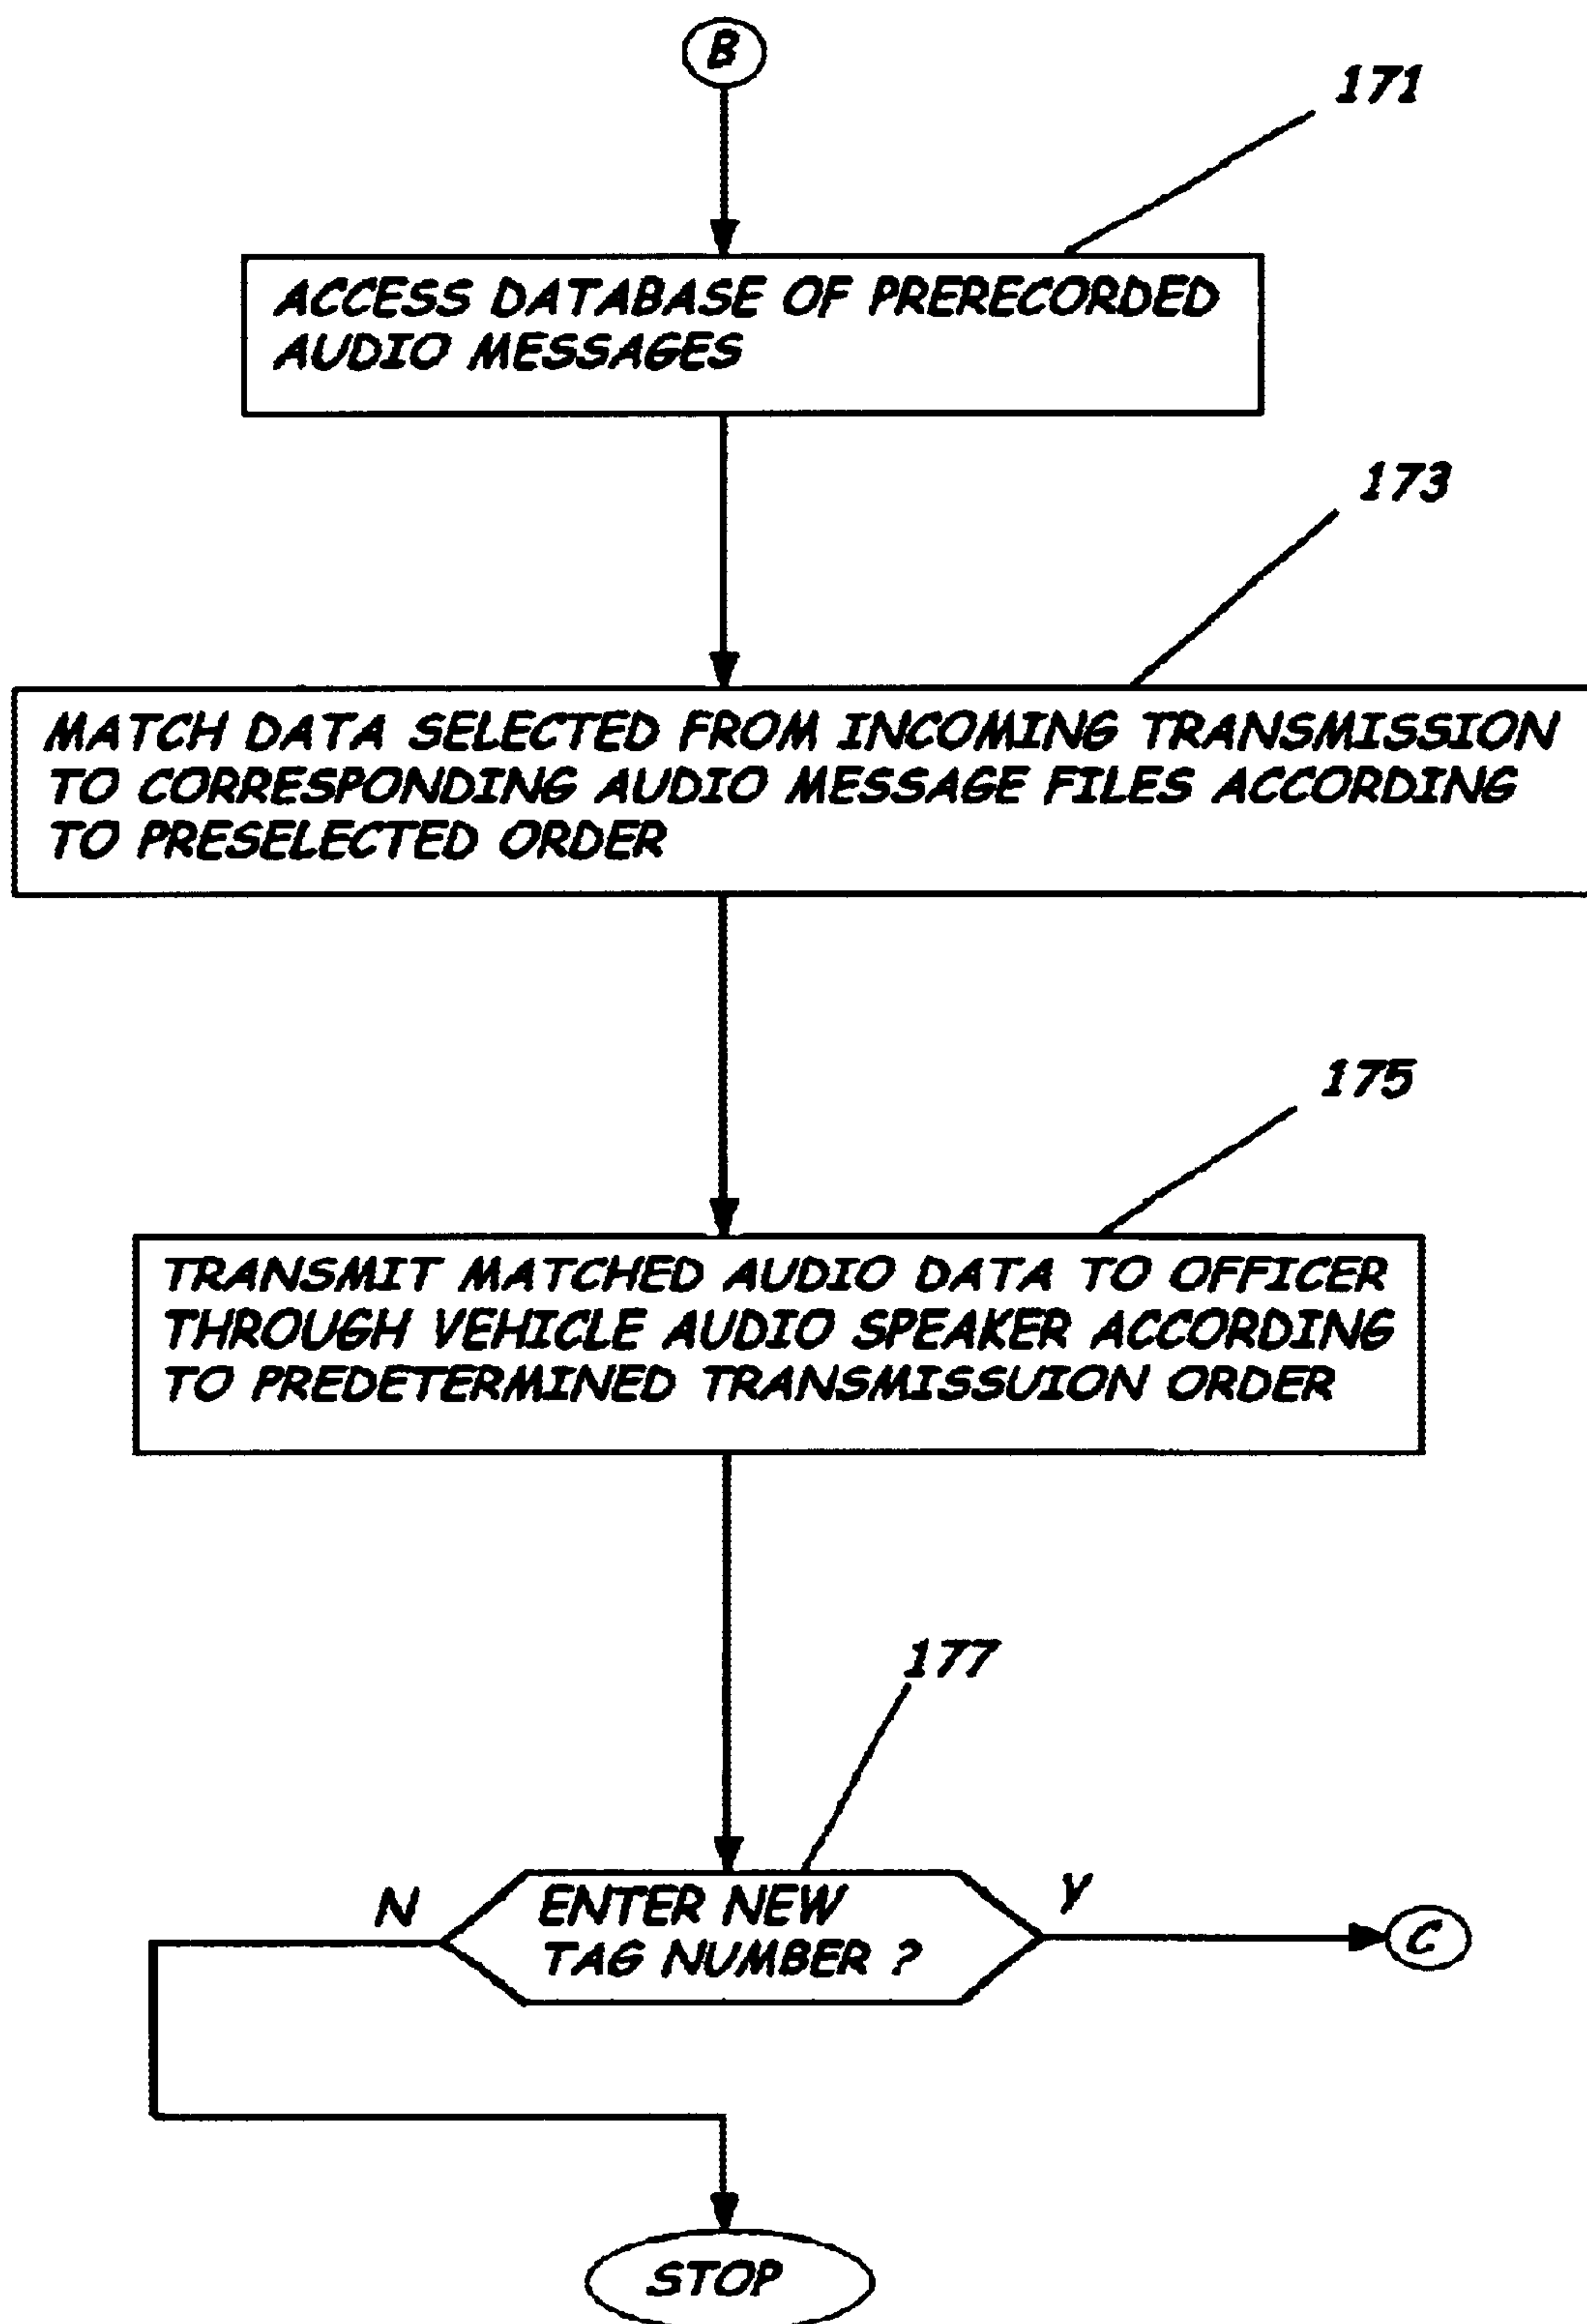 B
171
ACCESS DATABASE OF PRERECORDED
AUDIO MESSAGES
173
MATCH DATA SELECTED FROM INCOMING TRANSMISSION
TO CORRESPONDING AUDIO MESSAGE FILES ACCORDING
TO PRESELECTED ORDER
175
TRANSMIT MATCHED AUDIO DATA TO OFFICER
THROUGH VEHICLE AUDIO SPEAKER ACCORDING
TO PREDETERMINED TRANSMISSUION ORDER
177
N
ENTER NEW
TAG NUMBER ?
Y
C
STOP